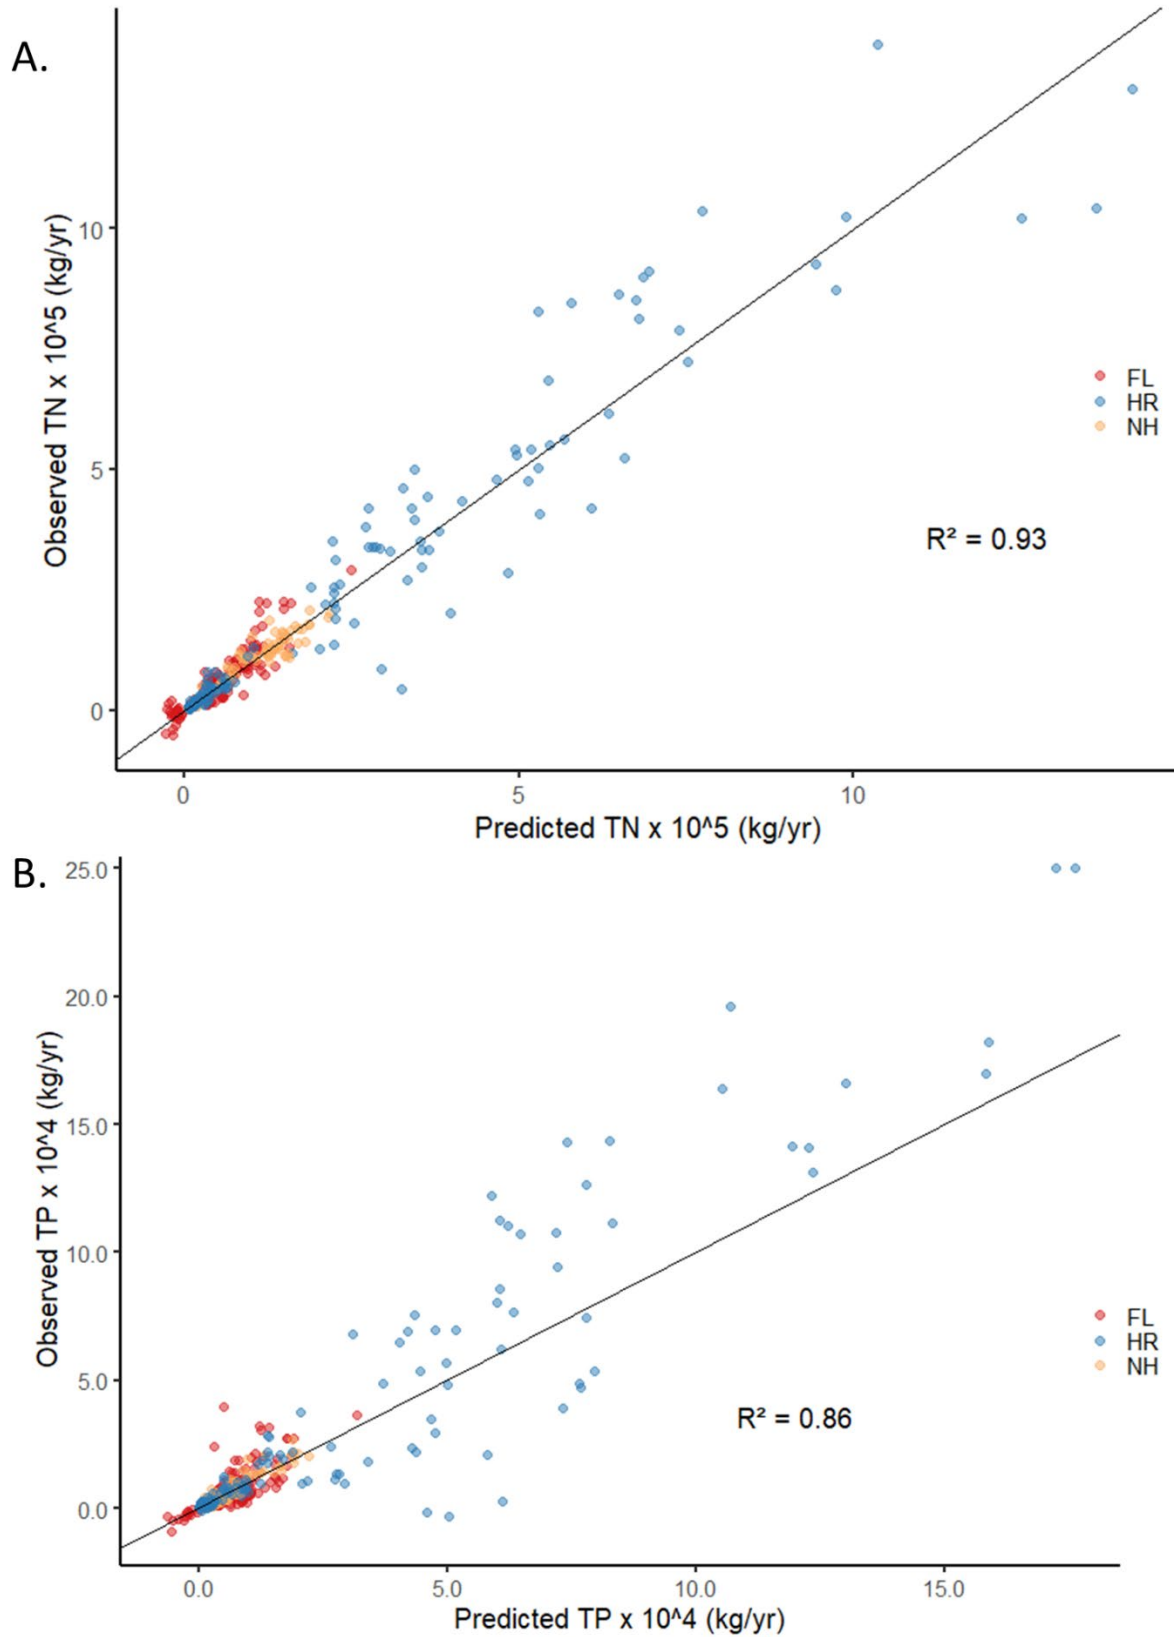 A.
Observed TN x 10^5 (kg/yr)
10
5
0
FL
HR
NH
R² = 0.93
0 5 10
Predicted TN x 10^5 (kg/yr)
B.
Observed TP x 10^4 (kg/yr)
25.0
20.0
15.0
10.0
5.0
0.0
FL
HR
NH
R² = 0.86
0.0 5.0 10.0 15.0
Predicted TP x 10^4 (kg/yr)